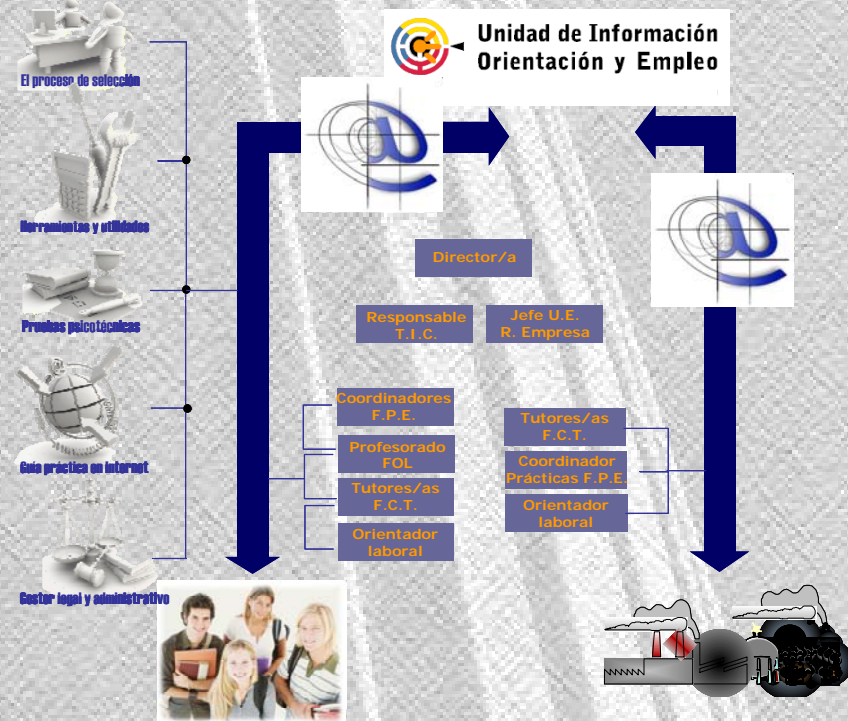 Unidad de Información
Orientación y Empleo
El proceso de selección
Herramientas y utilidades
Pruebas psicotécnicas
Guía práctica en internet
Gestor legal y administrativo
Director/a
Responsable
T.I.C.
Jefe U.E.
R. Empresa
Coordinadores
F.P.E.
Profesorado
FOL
Tutores/as
F.C.T.
Orientador
laboral
Tutores/as
F.C.T.
Coordinador
Prácticas F.P.E.
Orientador
laboral